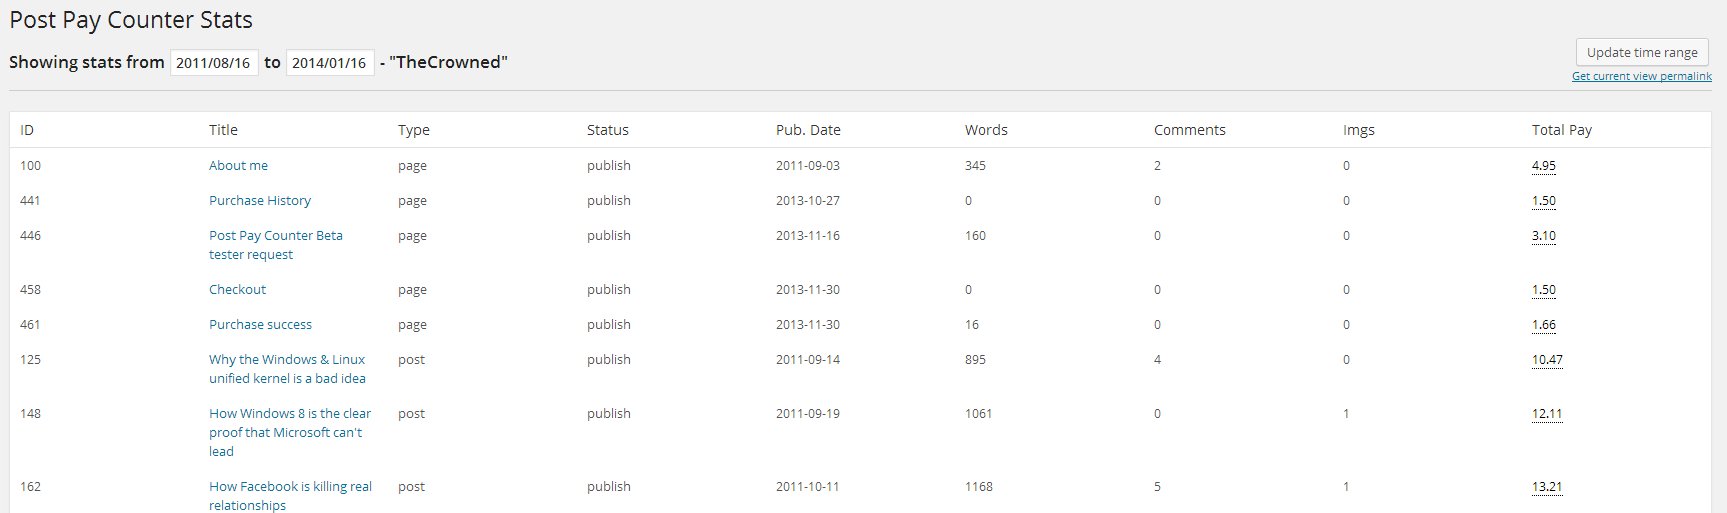 Post Pay Counter Stats
Showing stats from 2011/08/16 to 2014/01/16 - "TheCrowned"
Update time range
Get current view permalink
ID Title Type Status Pub. Date Words Comments Imgs Total Pay
100 About me page publish 2011-09-03 345 2 0 4.95
441 Purchase History page publish 2013-10-27 0 0 0 1.50
446 Post Pay Counter Beta page publish 2013-11-16 160 0 0 3.10
tester request
458 Checkout page publish 2013-11-30 0 0 0 1.50
461 Purchase success page publish 2013-11-30 16 0 0 1.66
125 Why the Windows & Linux post publish 2011-09-14 895 4 0 10.47
unified kernel is a bad idea
148 How Windows 8 is the clear post publish 2011-09-19 1061 0 1 12.11
proof that Microsoft can't
lead
162 How Facebook is killing real post publish 2011-10-11 1168 5 1 13.21
relationships